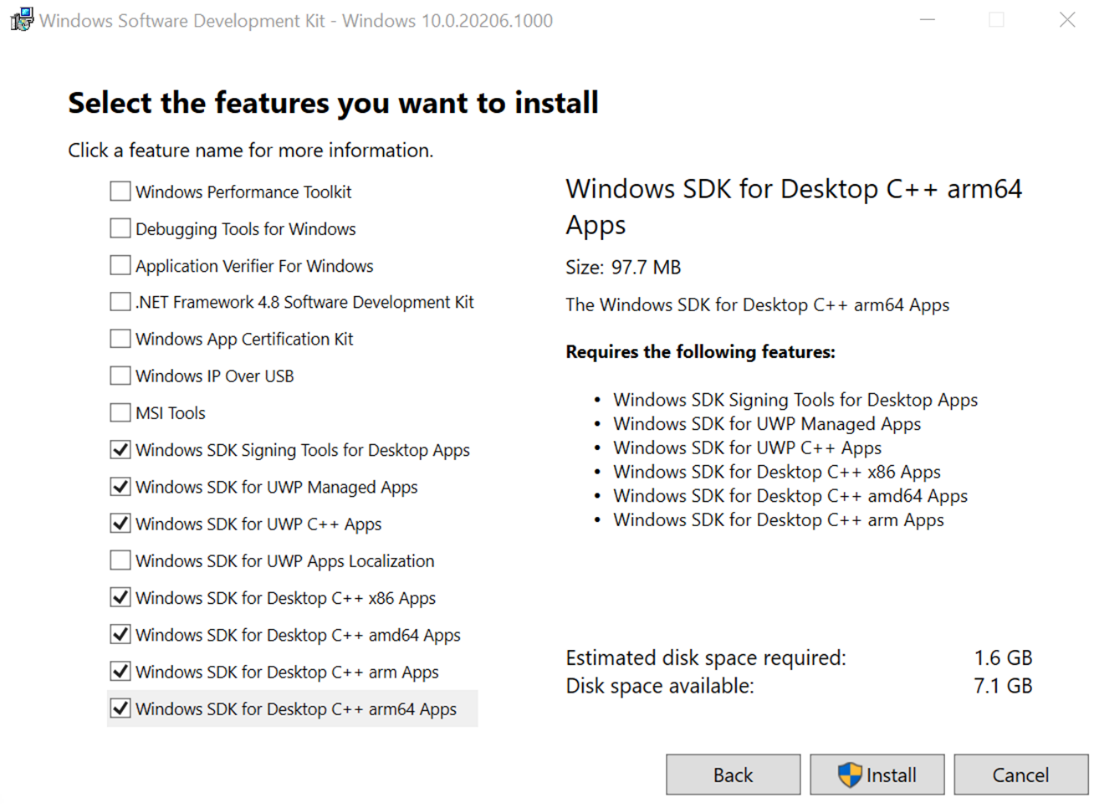 Windows Software Development Kit - Windows 10.0.20206.1000
Select the features you want to install
Click a feature name for more information.
Windows Performance Toolkit
Debugging Tools for Windows
Application Verifier For Windows
.NET Framework 4.8 Software Development Kit
Windows App Certification Kit
Windows IP Over USB
MSI Tools
Windows SDK Signing Tools for Desktop Apps
Windows SDK for UWP Managed Apps
Windows SDK for UWP C++ Apps
Windows SDK for UWP Apps Localization
Windows SDK for Desktop C++ x86 Apps
Windows SDK for Desktop C++ amd64 Apps
Windows SDK for Desktop C++ arm Apps
Windows SDK for Desktop C++ arm64 Apps
Windows SDK for Desktop C++ arm64
Apps
Size: 97.7 MB
The Windows SDK for Desktop C++ arm64 Apps
Requires the following features:
• Windows SDK Signing Tools for Desktop Apps
• Windows SDK for UWP Managed Apps
• Windows SDK for UWP C++ Apps
• Windows SDK for Desktop C++ x86 Apps
• Windows SDK for Desktop C++ amd64 Apps
• Windows SDK for Desktop C++ arm Apps
Estimated disk space required: 1.6 GB
Disk space available: 7.1 GB
Back Install Cancel